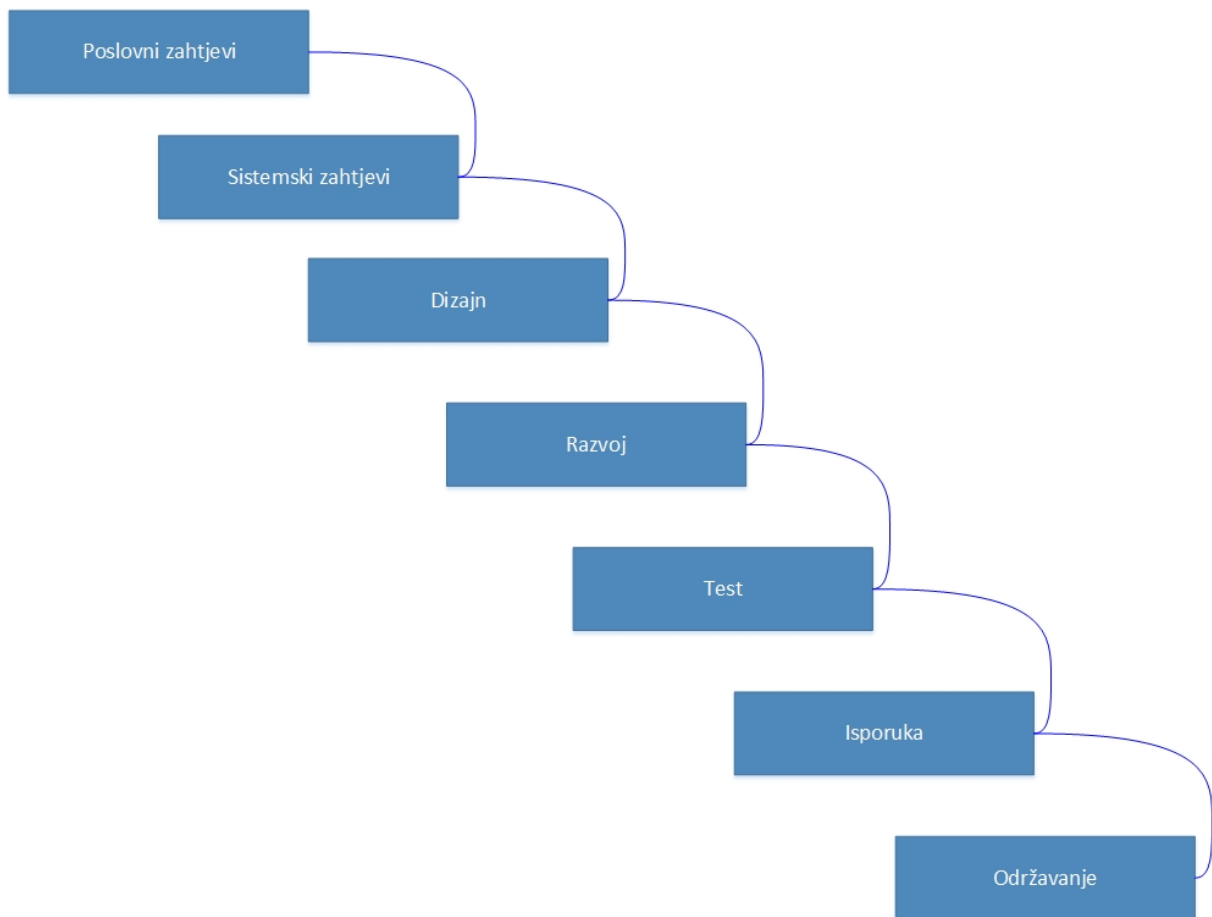 Poslovni zahtjevi
Sistemski zahtjevi
Dizajn
Razvoj
Test
Isporuka
Održavanje